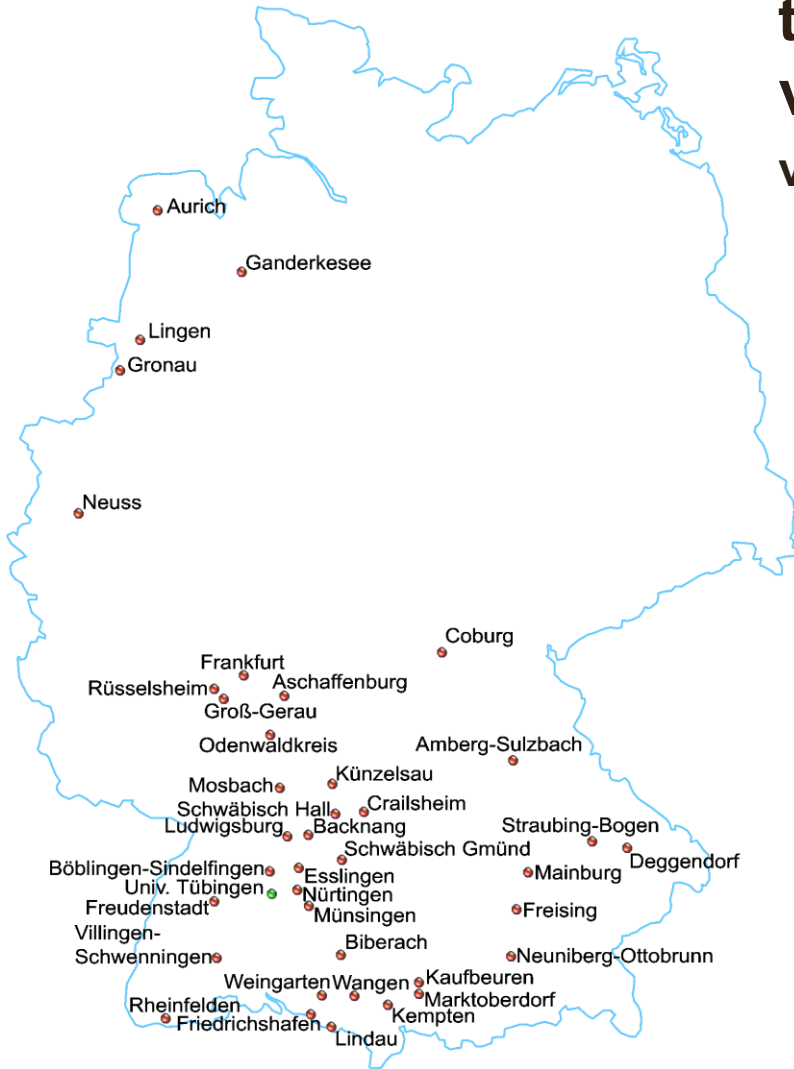 t
v
v
Aurich
Ganderkesee
Lingen
Gronau
Neuss
Coburg
Frankfurt
Rüsselsheim
Aschaffenburg
Groß-Gerau
Odenwaldkreis
Amberg-Sulzbach
Mosbach
Künzelsau
Schwäbisch Hall
Crailsheim
Ludwigsburg
Backnang
Straubing-Bogen
Schwäbisch Gmünd
Deggendorf
Böblingen-Sindelfingen
Esslingen
Mainburg
Univ. Tübingen
Nürtingen
Freudenstadt
Münsingen
Freising
Villingen-
Schwenningen
Biberach
Neuniberg-Ottobrunn
Weingarten
Wangen
Kaufbeuren
Marktoberdorf
Rheinfelden
Friedrichshafen
Kempten
Lindau